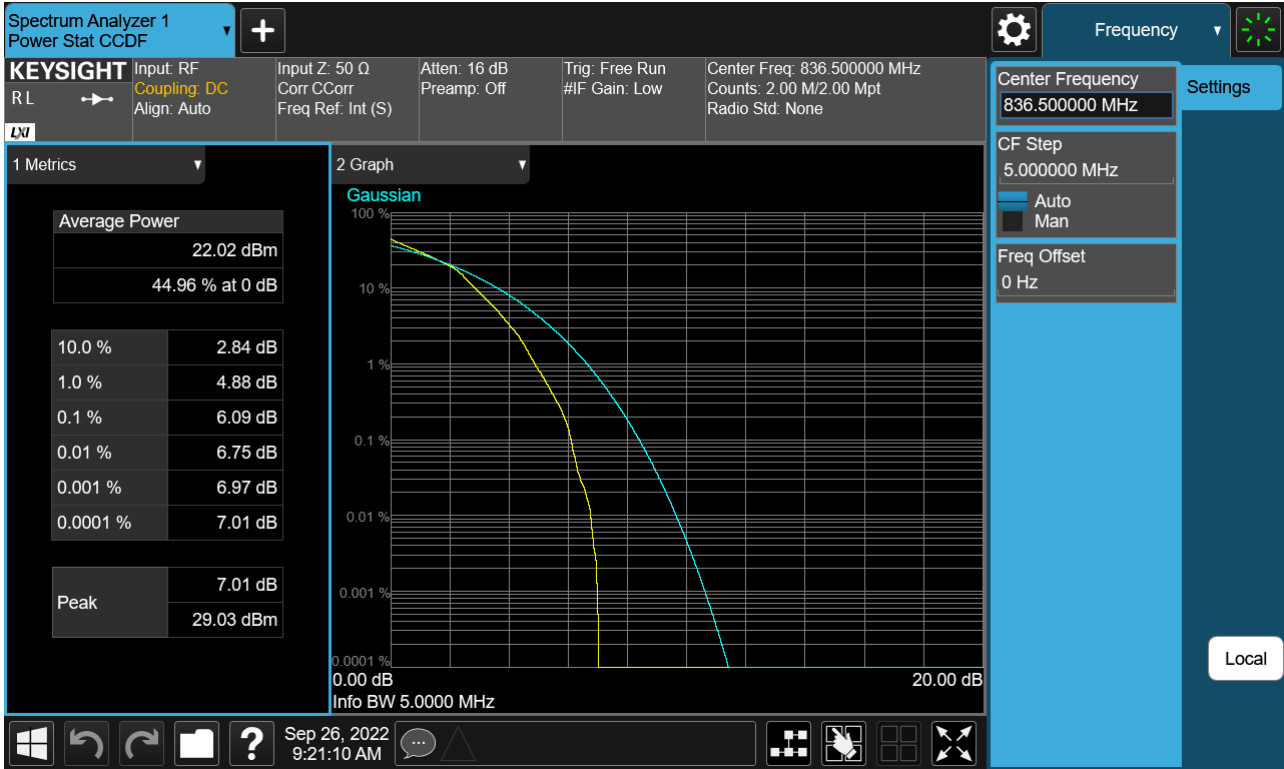 Spectrum Analyzer 1
Power Stat CCDF
Frequency
KEYSIGHT
R L
LXI
Input: RF
Coupling: DC
Align: Auto
Input Z: 50 Ω
Corr CCorr
Freq Ref: Int (S)
Atten: 16 dB
Preamp: Off
Trig: Free Run
#IF Gain: Low
Center Freq: 836.500000 MHz
Counts: 2.00 M/2.00 Mpt
Radio Std: None
Center Frequency
836.500000 MHz
Settings
CF Step
5.000000 MHz
Auto
Man
Freq Offset
0 Hz
Local
1 Metrics
Average Power
22.02 dBm
44.96 % at 0 dB
10.0 % 2.84 dB
1.0 % 4.88 dB
0.1 % 6.09 dB
0.01 % 6.75 dB
0.001 % 6.97 dB
0.0001 % 7.01 dB
Peak
7.01 dB
29.03 dBm
2 Graph
Gaussian
100 %
10 %
1 %
0.1 %
0.01 %
0.001 %
0.0001 %
0.00 dB 20.00 dB
Info BW 5.0000 MHz
?
Sep 26, 2022
9:21:10 AM